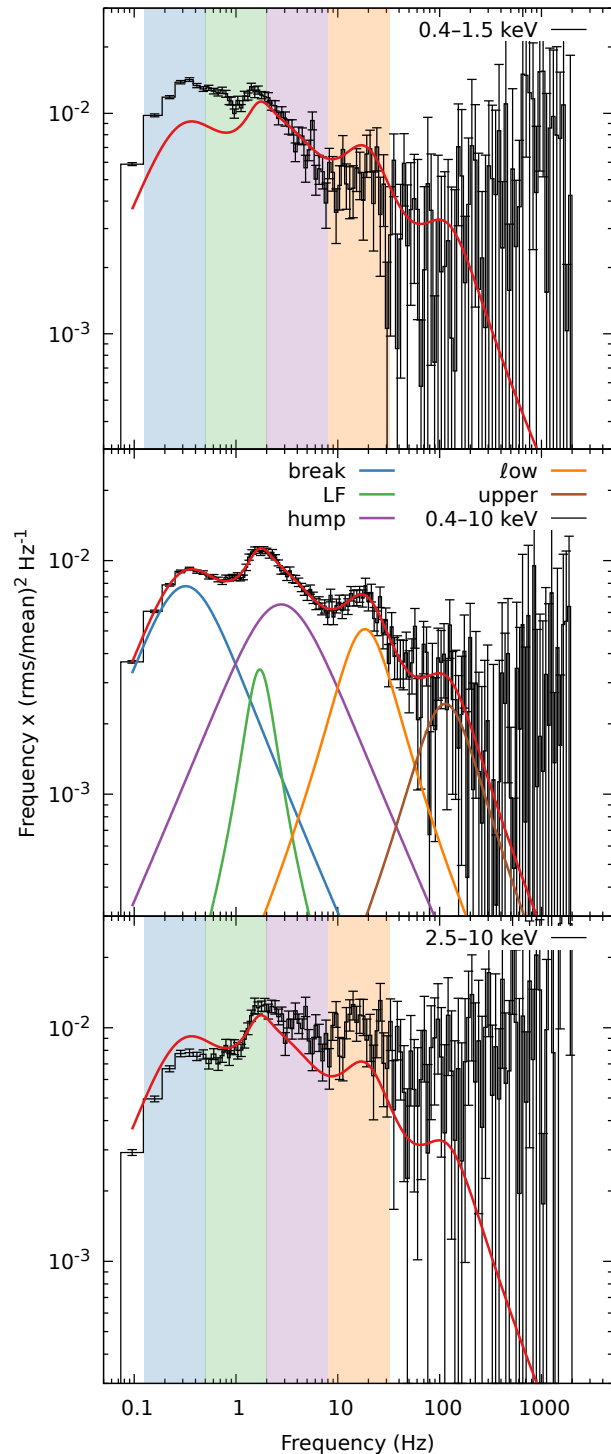 0.4–1.5 keV
10⁻²
10⁻³
break
LF
hump
ℓow
upper
0.4–10 keV
10⁻²
10⁻³
Frequency x (rms/mean)² Hz⁻¹
2.5–10 keV
10⁻²
10⁻³
0.1 1 10 100 1000
Frequency (Hz)